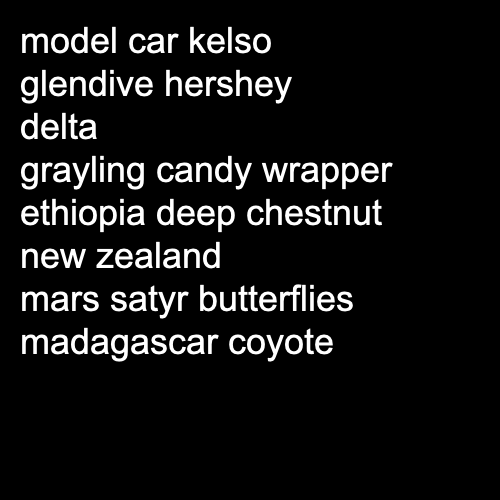 model car kelso
glendive hershey
delta
grayling candy wrapper
ethiopia deep chestnut
new zealand
mars satyr butterflies
madagascar coyote